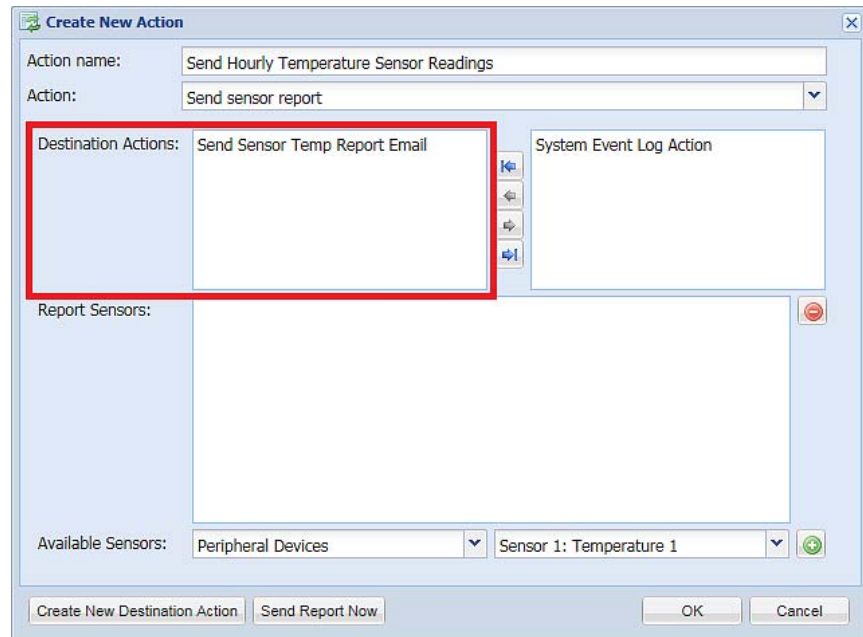 Create New Action
Action name: Send Hourly Temperature Sensor Readings
Action: Send sensor report
Destination Actions: Send Sensor Temp Report Email System Event Log Action
Report Sensors:
Available Sensors: Peripheral Devices Sensor 1: Temperature 1
Create New Destination Action Send Report Now OK Cancel